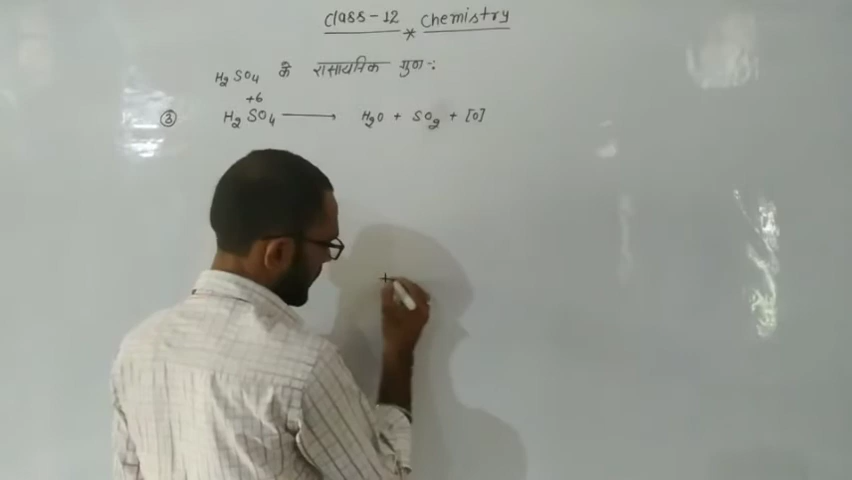 Class-12 * Chemistry
H₂SO₄ के रासायनिक गुण :-
+6
③ H₂SO₄ ⟶ H₂O + SO₂ + [O]
+